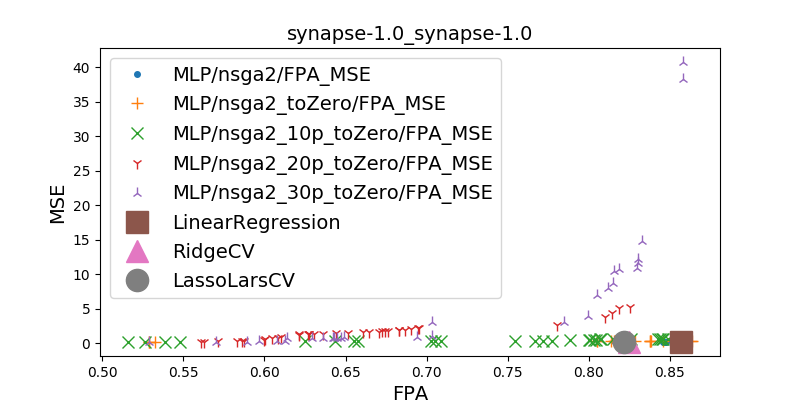 synapse-1.0_synapse-1.0
MLP/nsga2/FPA_MSE
MLP/nsga2_toZero/FPA_MSE
MLP/nsga2_10p_toZero/FPA_MSE
MLP/nsga2_20p_toZero/FPA_MSE
MLP/nsga2_30p_toZero/FPA_MSE
LinearRegression
RidgeCV
LassoLarsCV
MSE
40
35
30
25
20
15
10
5
0
0.50 0.55 0.60 0.65 0.70 0.75 0.80 0.85
FPA